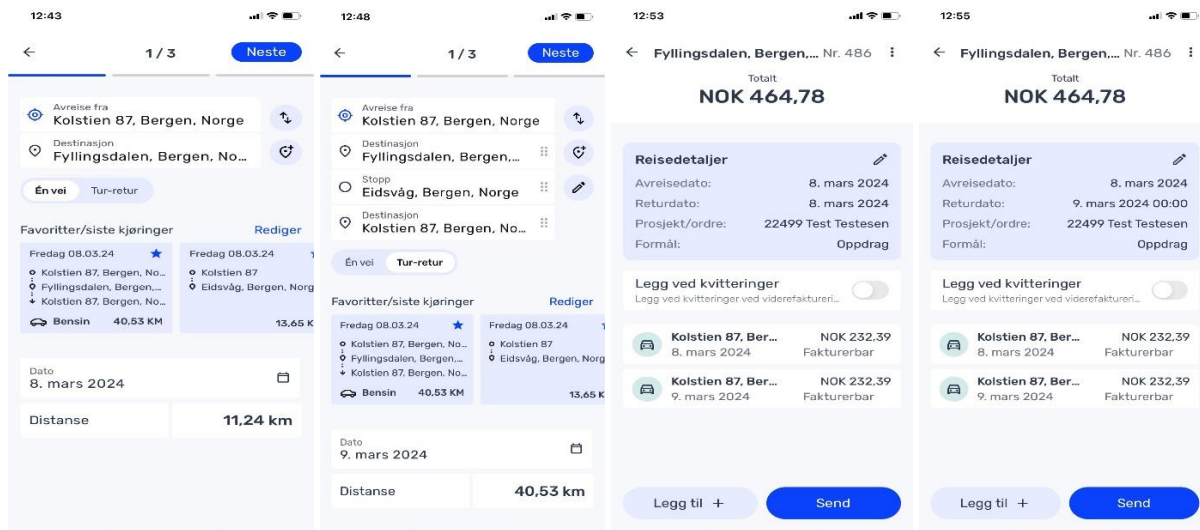 12:43
1 / 3
Neste
Avreise fra
Kolstien 87, Bergen, Norge
Destinasjon
Fyllingsdalen, Bergen, No...
Én vei
Tur-retur
Favoritter/siste kjøringer
Rediger
Fredag 08.03.24
Kolstien 87, Bergen, No...
Fyllingsdalen, Bergen,...
Kolstien 87, Bergen, No...
Bensin 40,53 KM
Fredag 08.03.24
Kolstien 87
Eidsvåg, Bergen, Norg
13,65 K
Dato
8. mars 2024
Distanse 11,24 km
12:48
1 / 3
Neste
Avreise fra
Kolstien 87, Bergen, Norge
Destinasjon
Fyllingsdalen, Bergen,...
Stopp
Eidsvåg, Bergen, Norge
Destinasjon
Kolstien 87, Bergen, No...
Én vei
Tur-retur
Favoritter/siste kjøringer
Rediger
Fredag 08.03.24
Kolstien 87, Bergen, No...
Fyllingsdalen, Bergen,...
Kolstien 87, Bergen, No...
Bensin 40,53 KM
Fredag 08.03.24
Kolstien 87
Eidsvåg, Bergen, Norg
13,65 K
Dato
9. mars 2024
Distanse 40,53 km
12:53
Fyllingsdalen, Bergen,... Nr. 486
Totalt
NOK 464,78
Reisedetaljer
Avreisedato: 8. mars 2024
Returdato: 8. mars 2024
Prosjekt/ordre: 22499 Test Testesen
Formål: Oppdrag
Legg ved kvitteringer
Legg ved kvitteringer ved viderefaktureri...
Kolstien 87, Ber... NOK 232,39
8. mars 2024 Fakturerbar
Kolstien 87, Ber... NOK 232,39
9. mars 2024 Fakturerbar
Legg til +
Send
12:55
Fyllingsdalen, Bergen,... Nr. 486
Totalt
NOK 464,78
Reisedetaljer
Avreisedato: 8. mars 2024
Returdato: 9. mars 2024 00:00
Prosjekt/ordre: 22499 Test Testesen
Formål: Oppdrag
Legg ved kvitteringer
Legg ved kvitteringer ved viderefaktureri...
Kolstien 87, Ber... NOK 232,39
8. mars 2024 Fakturerbar
Kolstien 87, Ber... NOK 232,39
9. mars 2024 Fakturerbar
Legg til +
Send